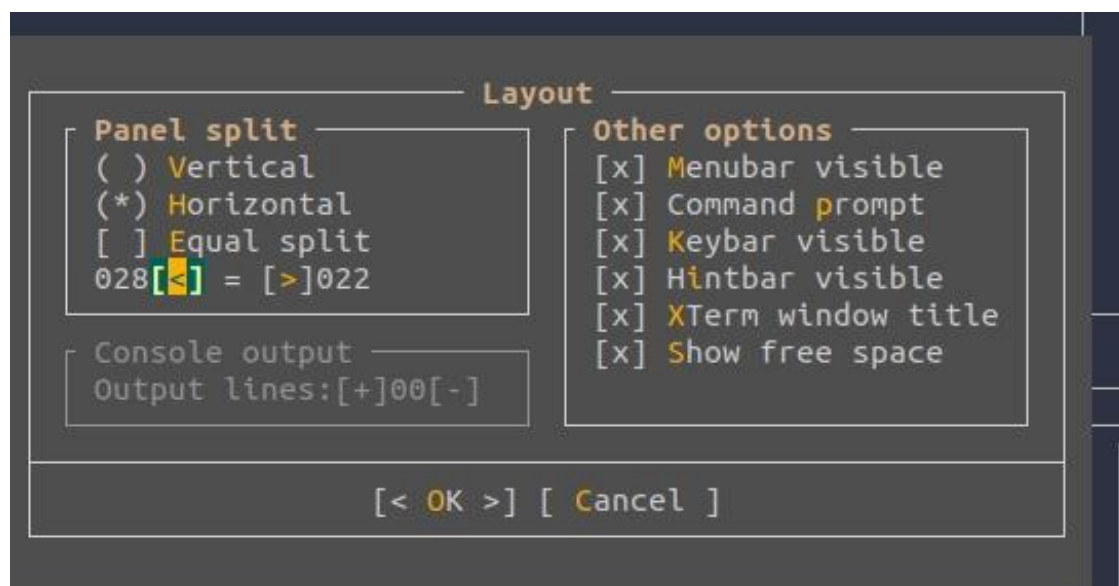 Layout
Panel split
( ) Vertical
(*) Horizontal
[ ] Equal split
028[<] = [>]022
Console output
Output lines:[+]00[-]
Other options
[x] Menubar visible
[x] Command prompt
[x] Keybar visible
[x] Hintbar visible
[x] XTerm window title
[x] Show free space
[< OK >] [ Cancel ]